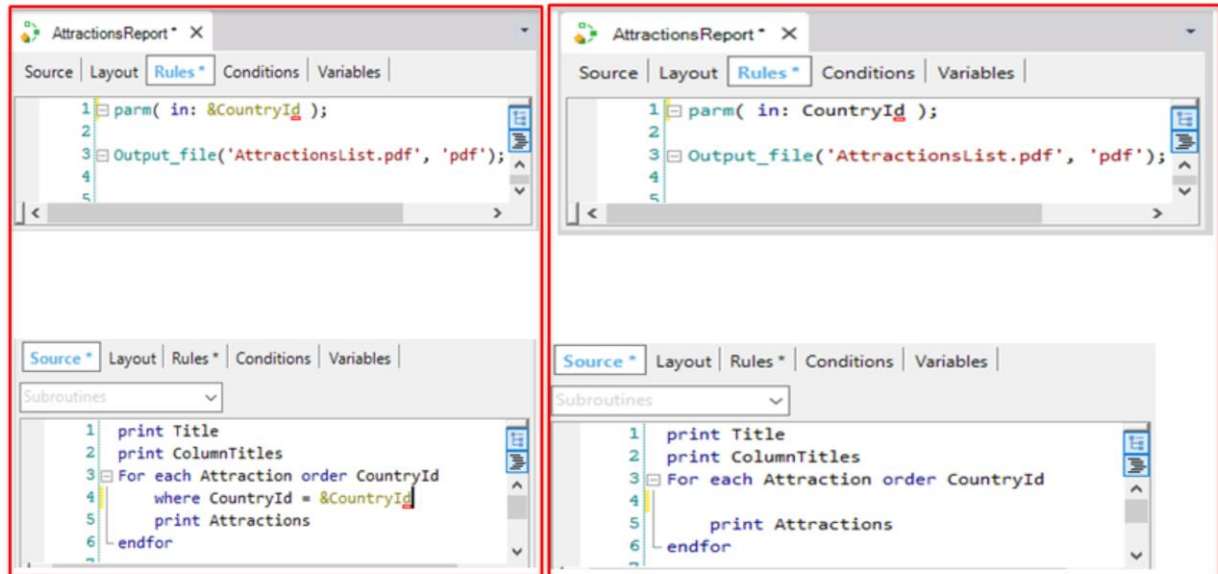 AttractionsReport * X
Source | Layout | Rules * | Conditions | Variables |
1 parm( in: &CountryId );
2
3 Output_file('AttractionsList.pdf', 'pdf');
4
5
Source * | Layout | Rules * | Conditions | Variables |
Subroutines
1 print Title
2 print ColumnTitles
3 For each Attraction order CountryId
4 where CountryId = &CountryId
5 print Attractions
6 endfor
AttractionsReport * X
Source | Layout | Rules * | Conditions | Variables |
1 parm( in: CountryId );
2
3 Output_file('AttractionsList.pdf', 'pdf');
4
5
Source * | Layout | Rules * | Conditions | Variables |
Subroutines
1 print Title
2 print ColumnTitles
3 For each Attraction order CountryId
4
5 print Attractions
6 endfor